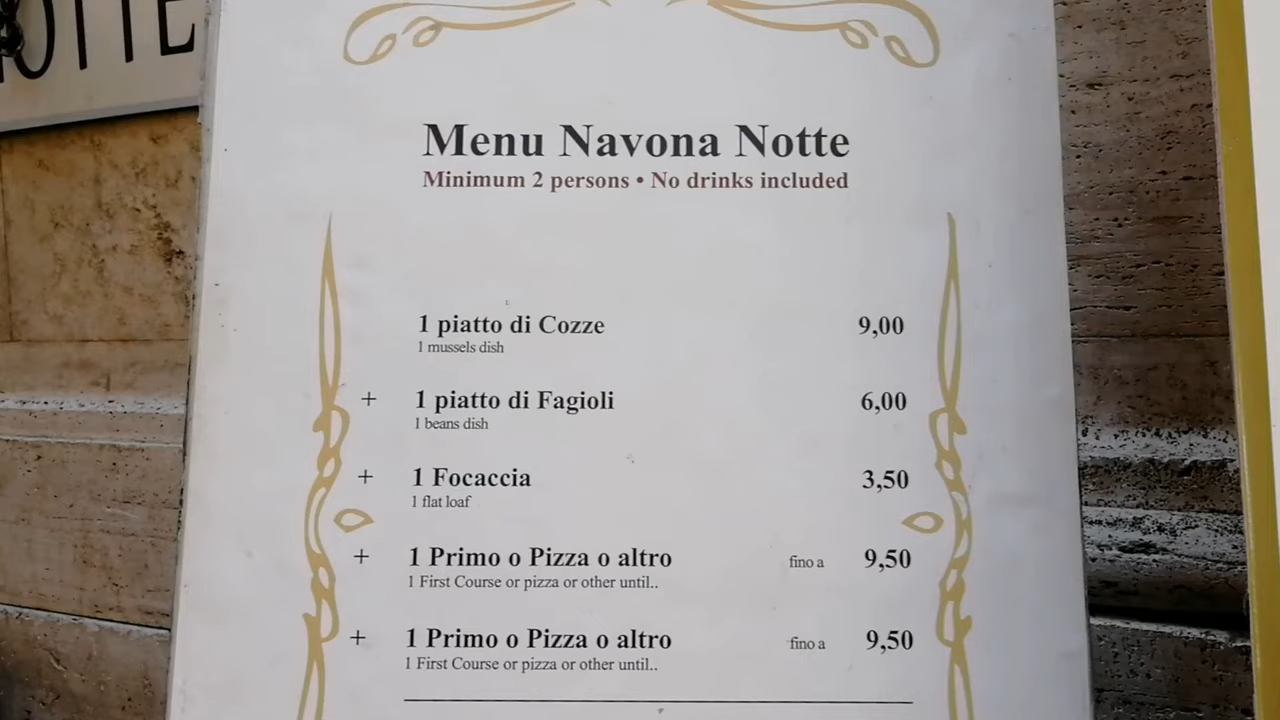 OTTE
Menu Navona Notte
Minimum 2 persons • No drinks included
1 piatto di Cozze 9,00
1 mussels dish
+ 1 piatto di Fagioli 6,00
1 beans dish
+ 1 Focaccia 3,50
1 flat loaf
+ 1 Primo o Pizza o altro fino a 9,50
1 First Course or pizza or other until..
+ 1 Primo o Pizza o altro fino a 9,50
1 First Course or pizza or other until..